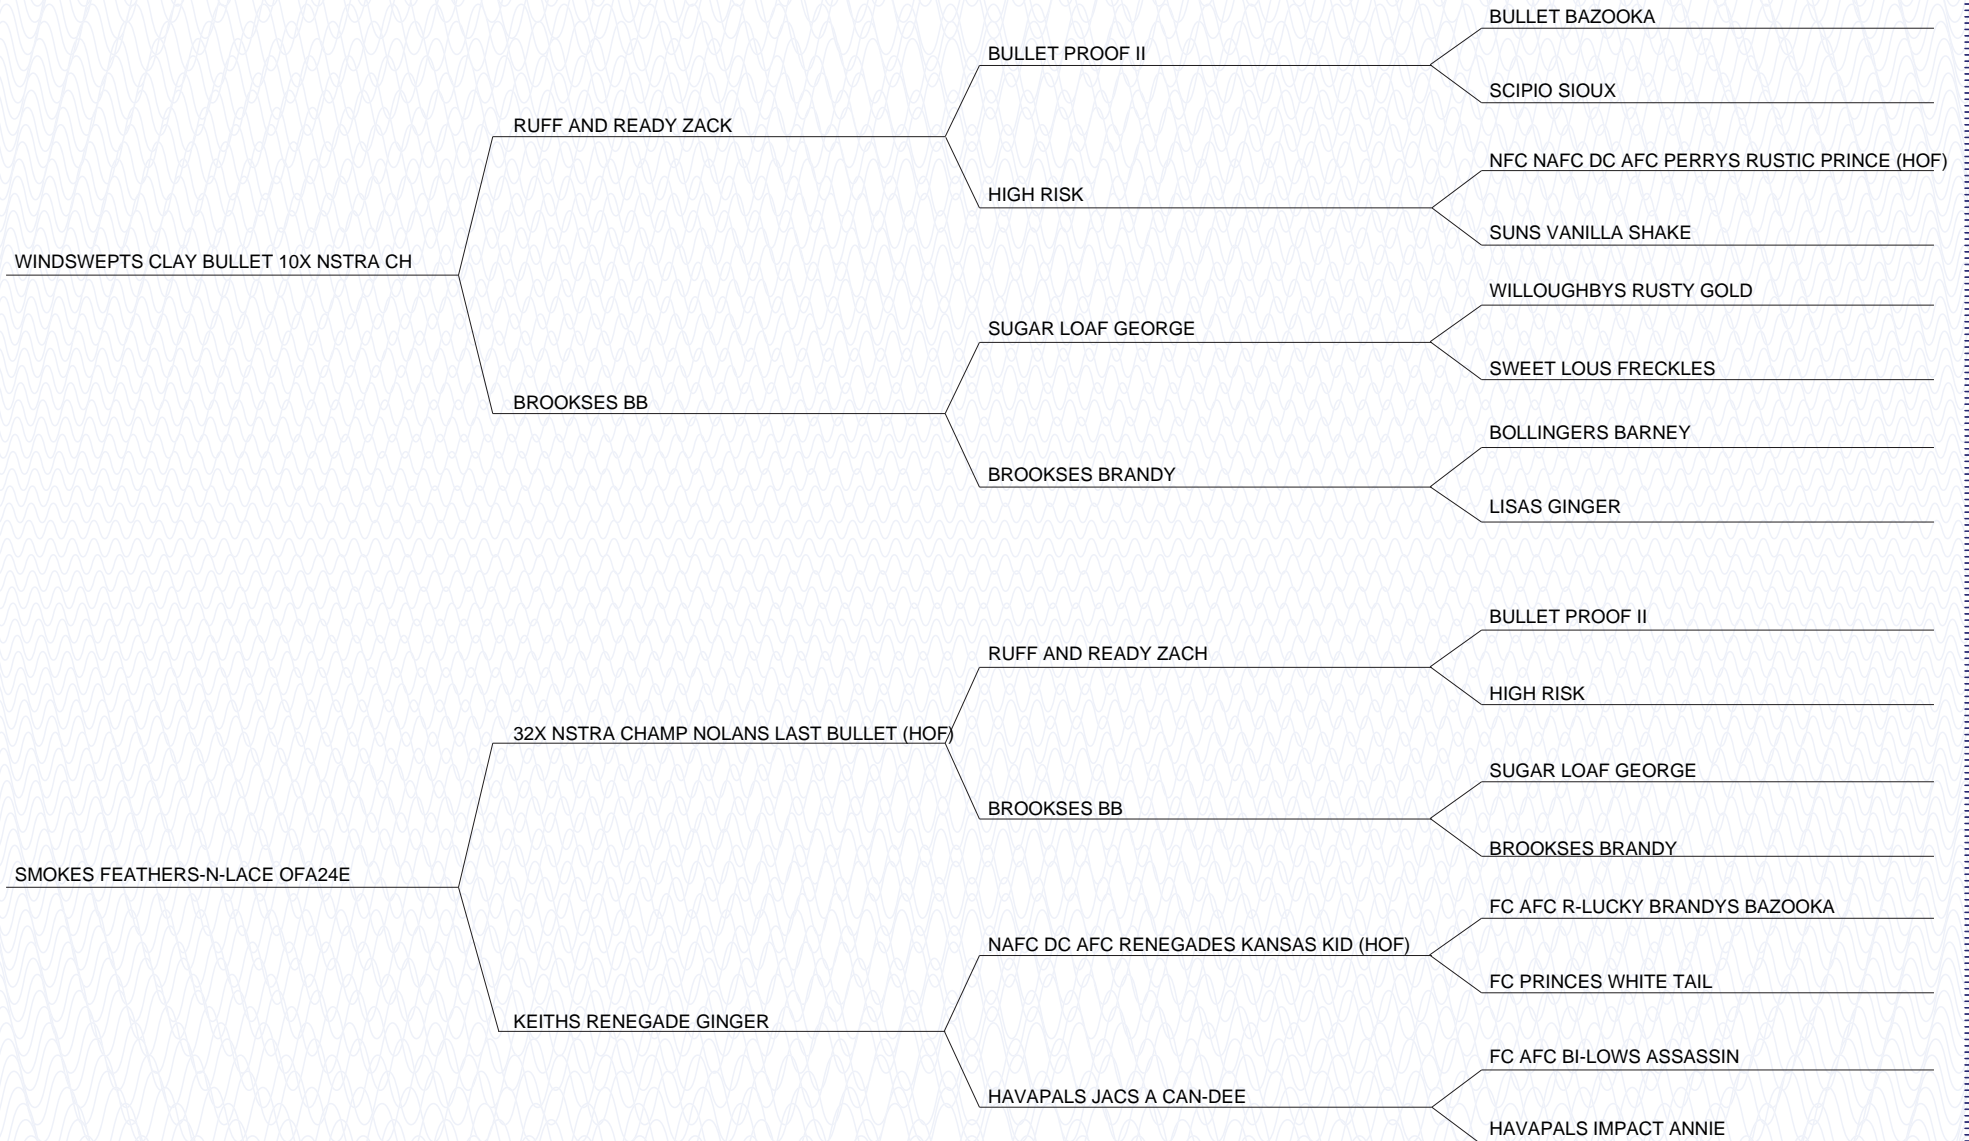 BULLET BAZOOKA
BULLET PROOF II
SCIPIO SIOUX
RUFF AND READY ZACK
NFC NAFC DC AFC PERRYS RUSTIC PRINCE (HOF)
HIGH RISK
SUNS VANILLA SHAKE
WINDSWEPTS CLAY BULLET 10X NSTRA CH
WILLOUGHBYS RUSTY GOLD
SUGAR LOAF GEORGE
SWEET LOUS FRECKLES
BROOKSES BB
BOLLINGERS BARNEY
BROOKSES BRANDY
LISAS GINGER
BULLET PROOF II
RUFF AND READY ZACH
HIGH RISK
32X NSTRA CHAMP NOLANS LAST BULLET (HOF)
SUGAR LOAF GEORGE
BROOKSES BB
BROOKSES BRANDY
SMOKES FEATHERS-N-LACE OFA24E
FC AFC R-LUCKY BRANDYS BAZOOKA
NAFC DC AFC RENEGADES KANSAS KID (HOF)
FC PRINCES WHITE TAIL
KEITHS RENEGADE GINGER
FC AFC BI-LOWS ASSASSIN
HAVAPALS JACS A CAN-DEE
HAVAPALS IMPACT ANNIE